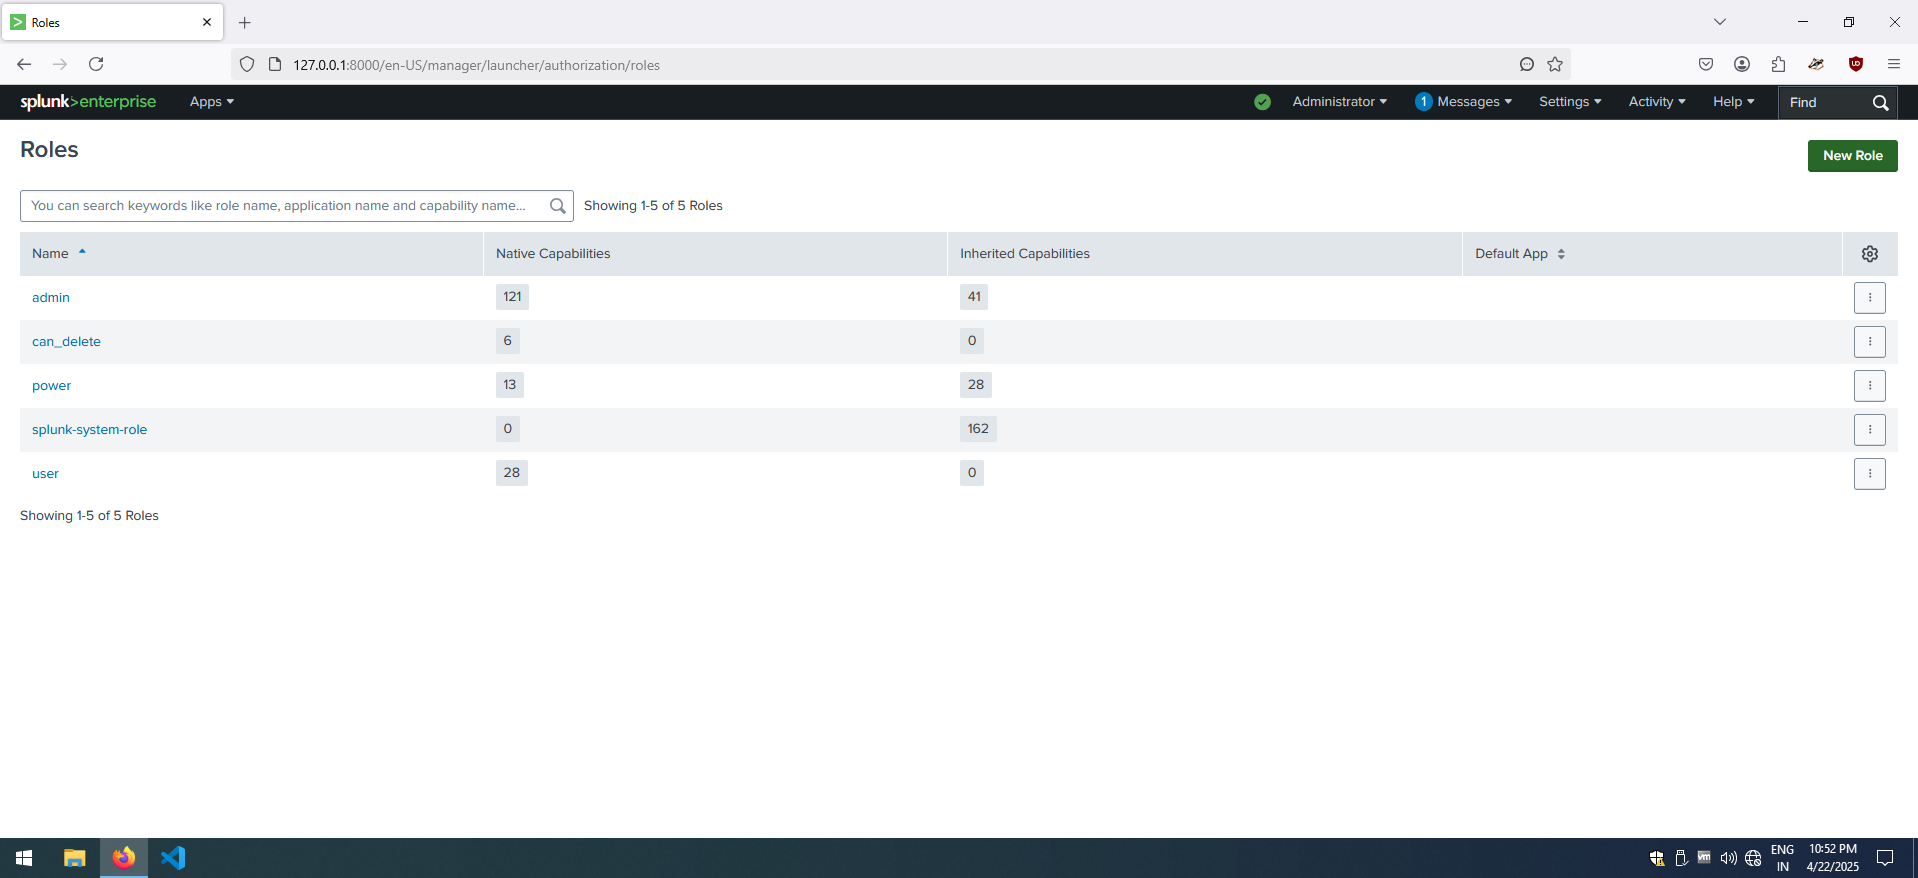 Roles
127.0.0.1:8000/en-US/manager/launcher/authorization/roles
splunk>enterprise Apps Administrator 1 Messages Settings Activity Help Find
Roles
New Role
You can search keywords like role name, application name and capability name... Showing 1-5 of 5 Roles
Name Native Capabilities Inherited Capabilities Default App
admin 121 41
can_delete 6 0
power 13 28
splunk-system-role 0 162
user 28 0
Showing 1-5 of 5 Roles
ENG 10:52 PM
IN 4/22/2025